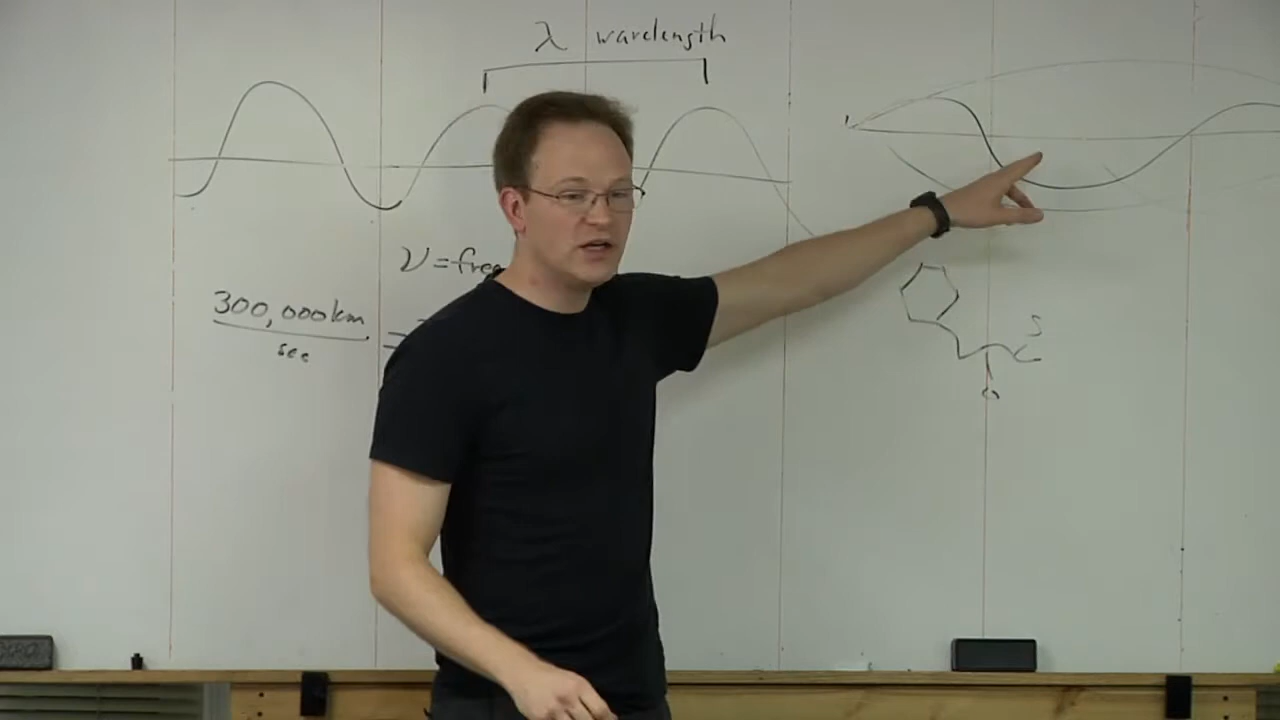 λ wavelength
ν = freq
300,000 km
sec
=
S
O